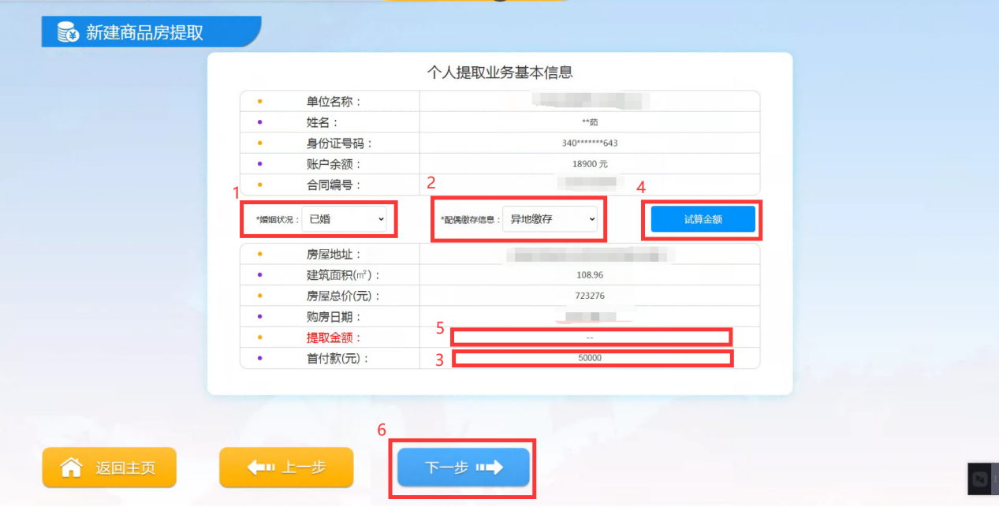 新建商品房提取
个人提取业务基本信息
单位名称：
姓名： **茹
身份证号码： 340*******643
账户余额： 18900 元
合同编号：
1
2
4
*婚姻状况： 已婚 *配偶缴存信息： 异地缴存 试算金额
房屋地址：
建筑面积(㎡)： 108.96
房屋总价(元)： 723276
购房日期：
提取金额： 5 --
首付款(元)： 3 50000
6
返回主页 上一步 下一步